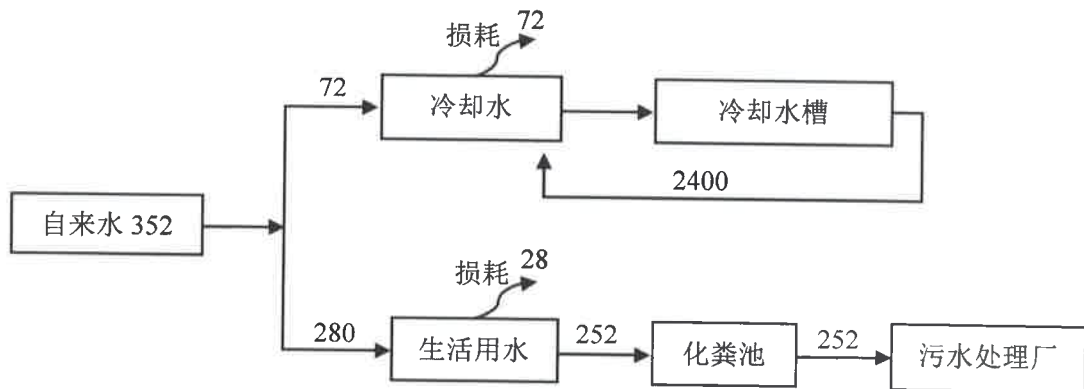 损耗 72
72
冷却水
冷却水槽
2400
自来水 352
损耗 28
280
生活用水
252
化粪池
252
污水处理厂